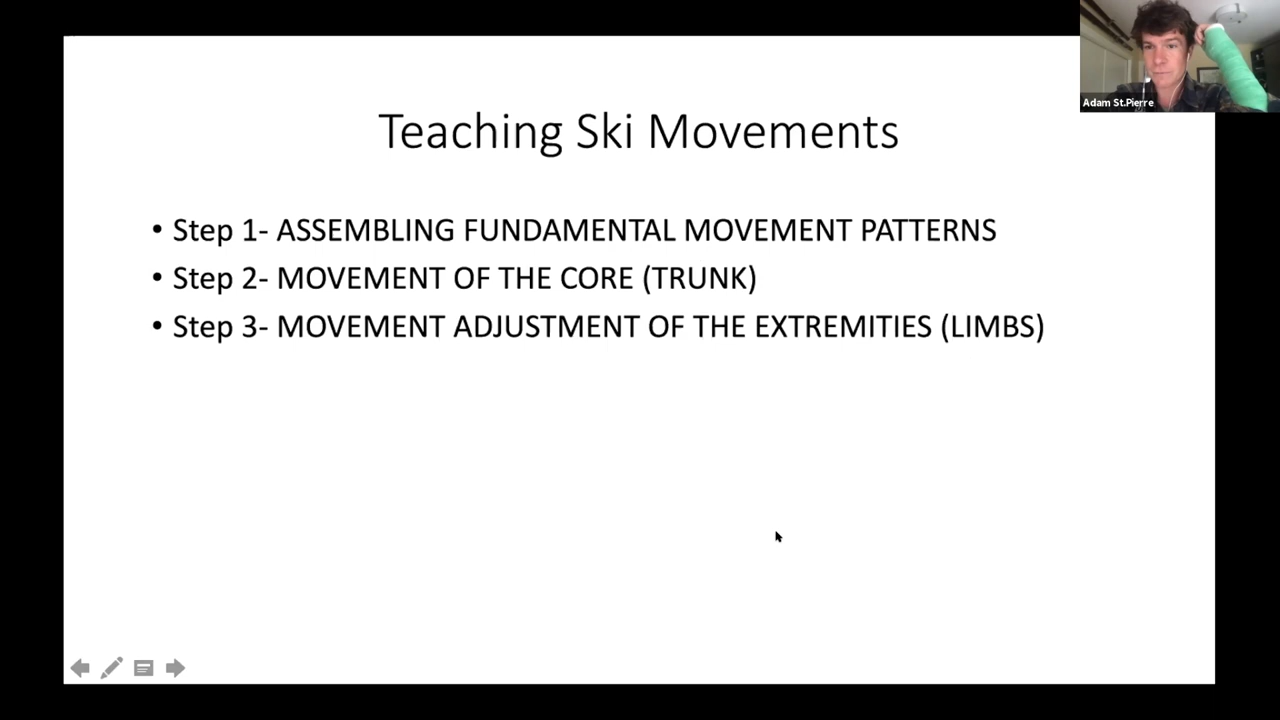 Teaching Ski Movements
• Step 1- ASSEMBLING FUNDAMENTAL MOVEMENT PATTERNS
• Step 2- MOVEMENT OF THE CORE (TRUNK)
• Step 3- MOVEMENT ADJUSTMENT OF THE EXTREMITIES (LIMBS)
Adam St.Pierre